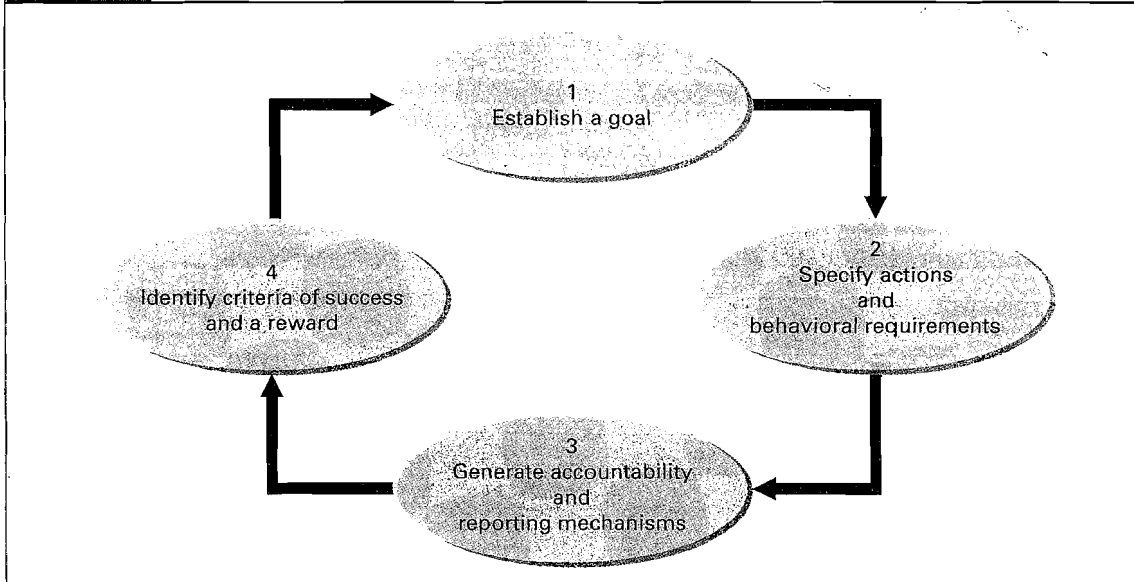 1
Establish a goal
2
Specify actions
and
behavioral requirements
3
Generate accountability
and
reporting mechanisms
4
Identify criteria of success
and a reward